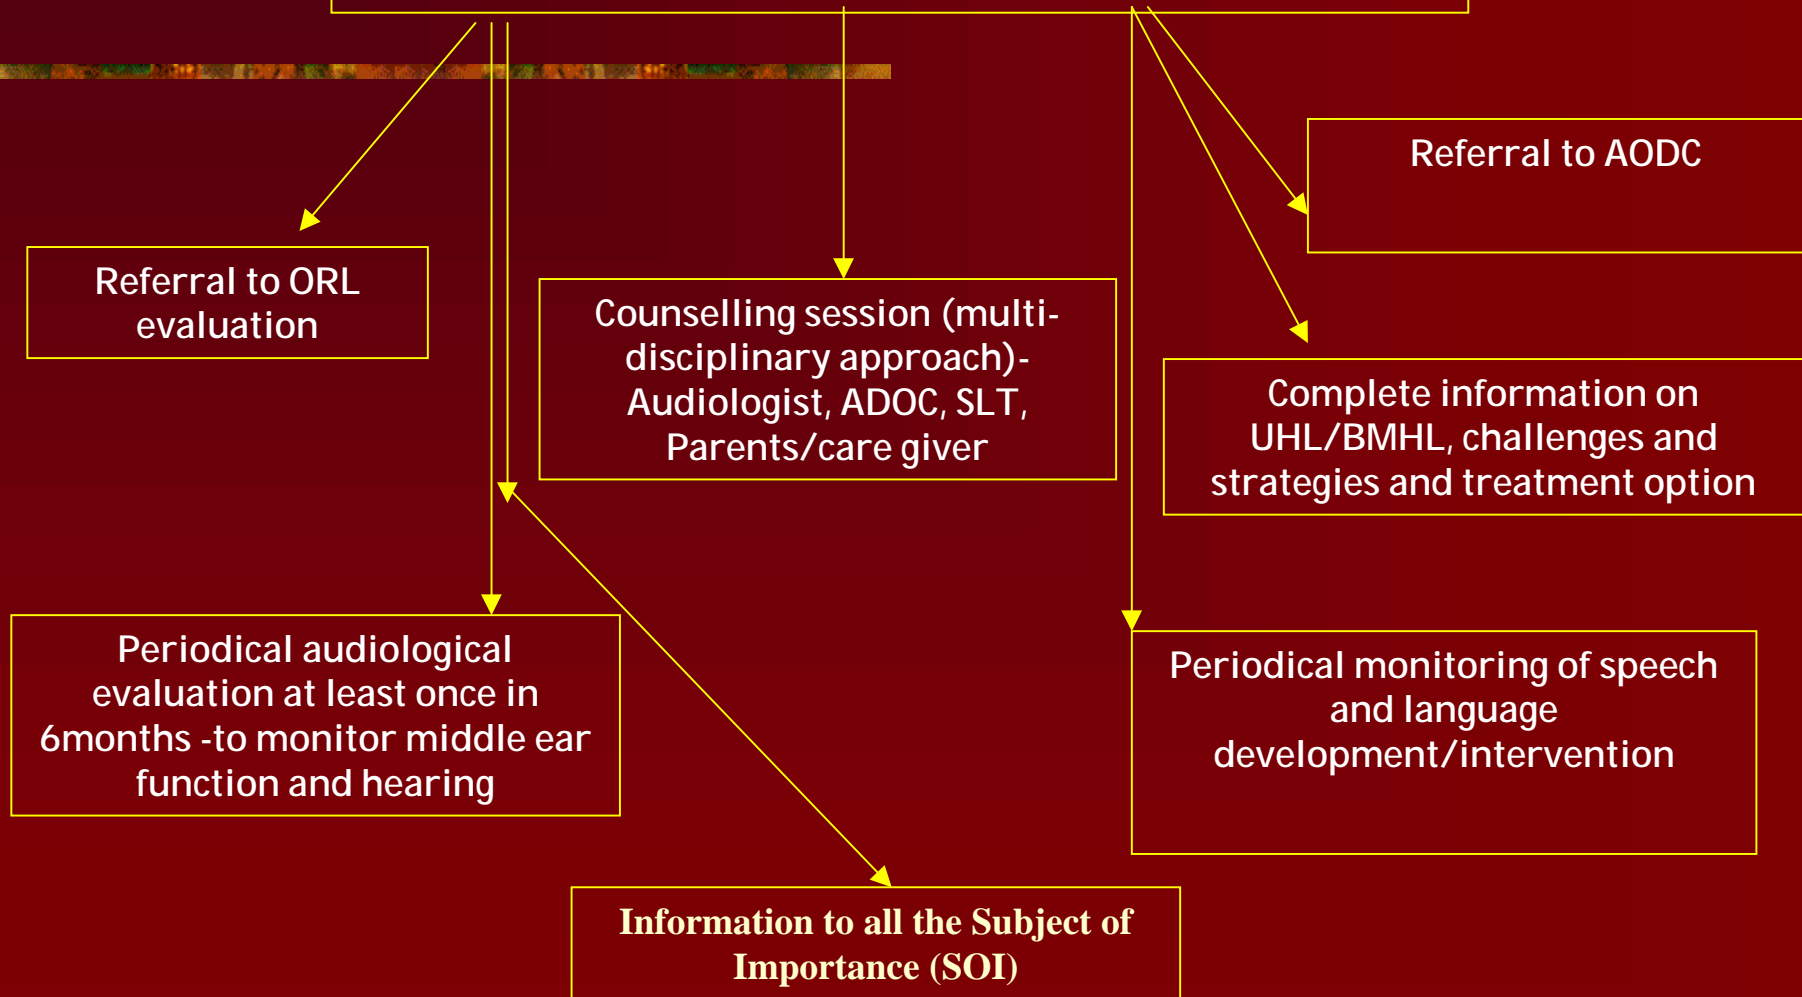 Referral to AODC
Referral to ORL
evaluation
Counselling session (multi-
disciplinary approach)-
Audiologist, ADOC, SLT,
Parents/care giver
Complete information on
UHL/BMHL, challenges and
strategies and treatment option
Periodical audiological
evaluation at least once in
6months -to monitor middle ear
function and hearing
Periodical monitoring of speech
and language
development/intervention
Information to all the Subject of
Importance (SOI)